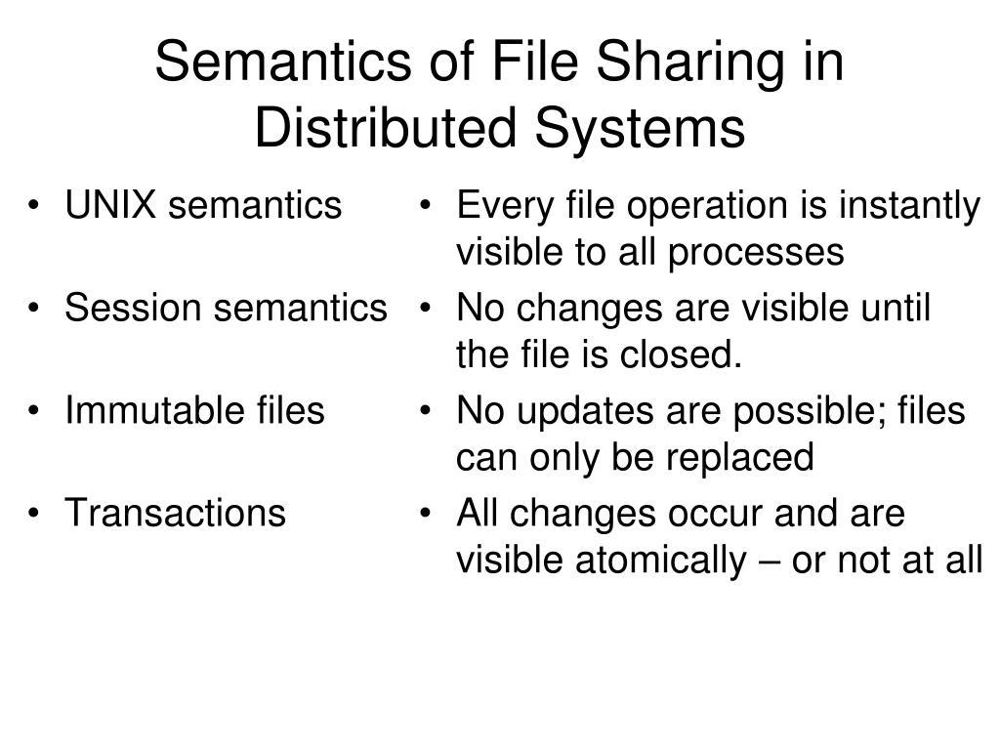 Semantics of File Sharing in
Distributed Systems
• UNIX semantics
• Session semantics
• Immutable files
• Transactions
• Every file operation is instantly
visible to all processes
• No changes are visible until
the file is closed.
• No updates are possible; files
can only be replaced
• All changes occur and are
visible atomically – or not at all